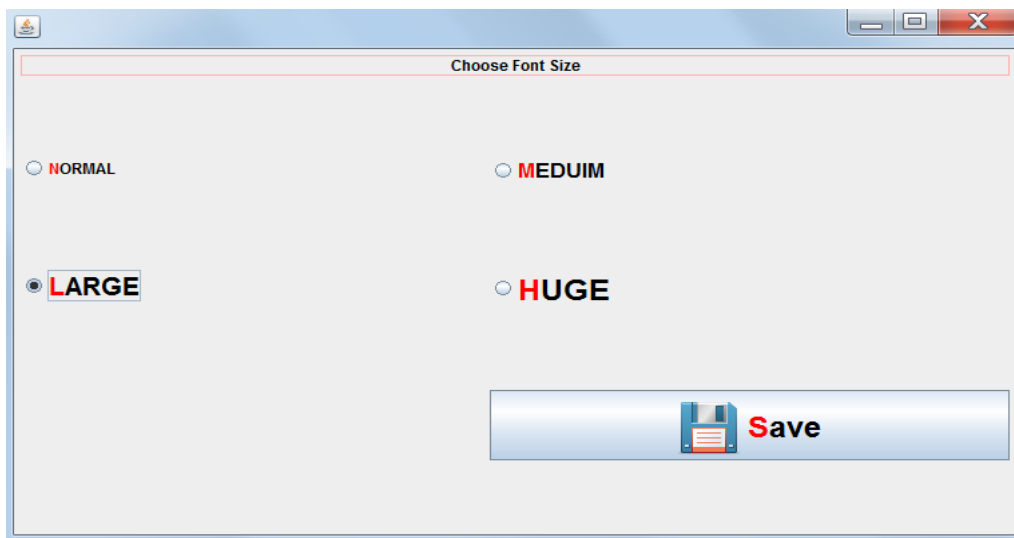 Choose Font Size
NORMAL
MEDUIM
LARGE
HUGE
Save